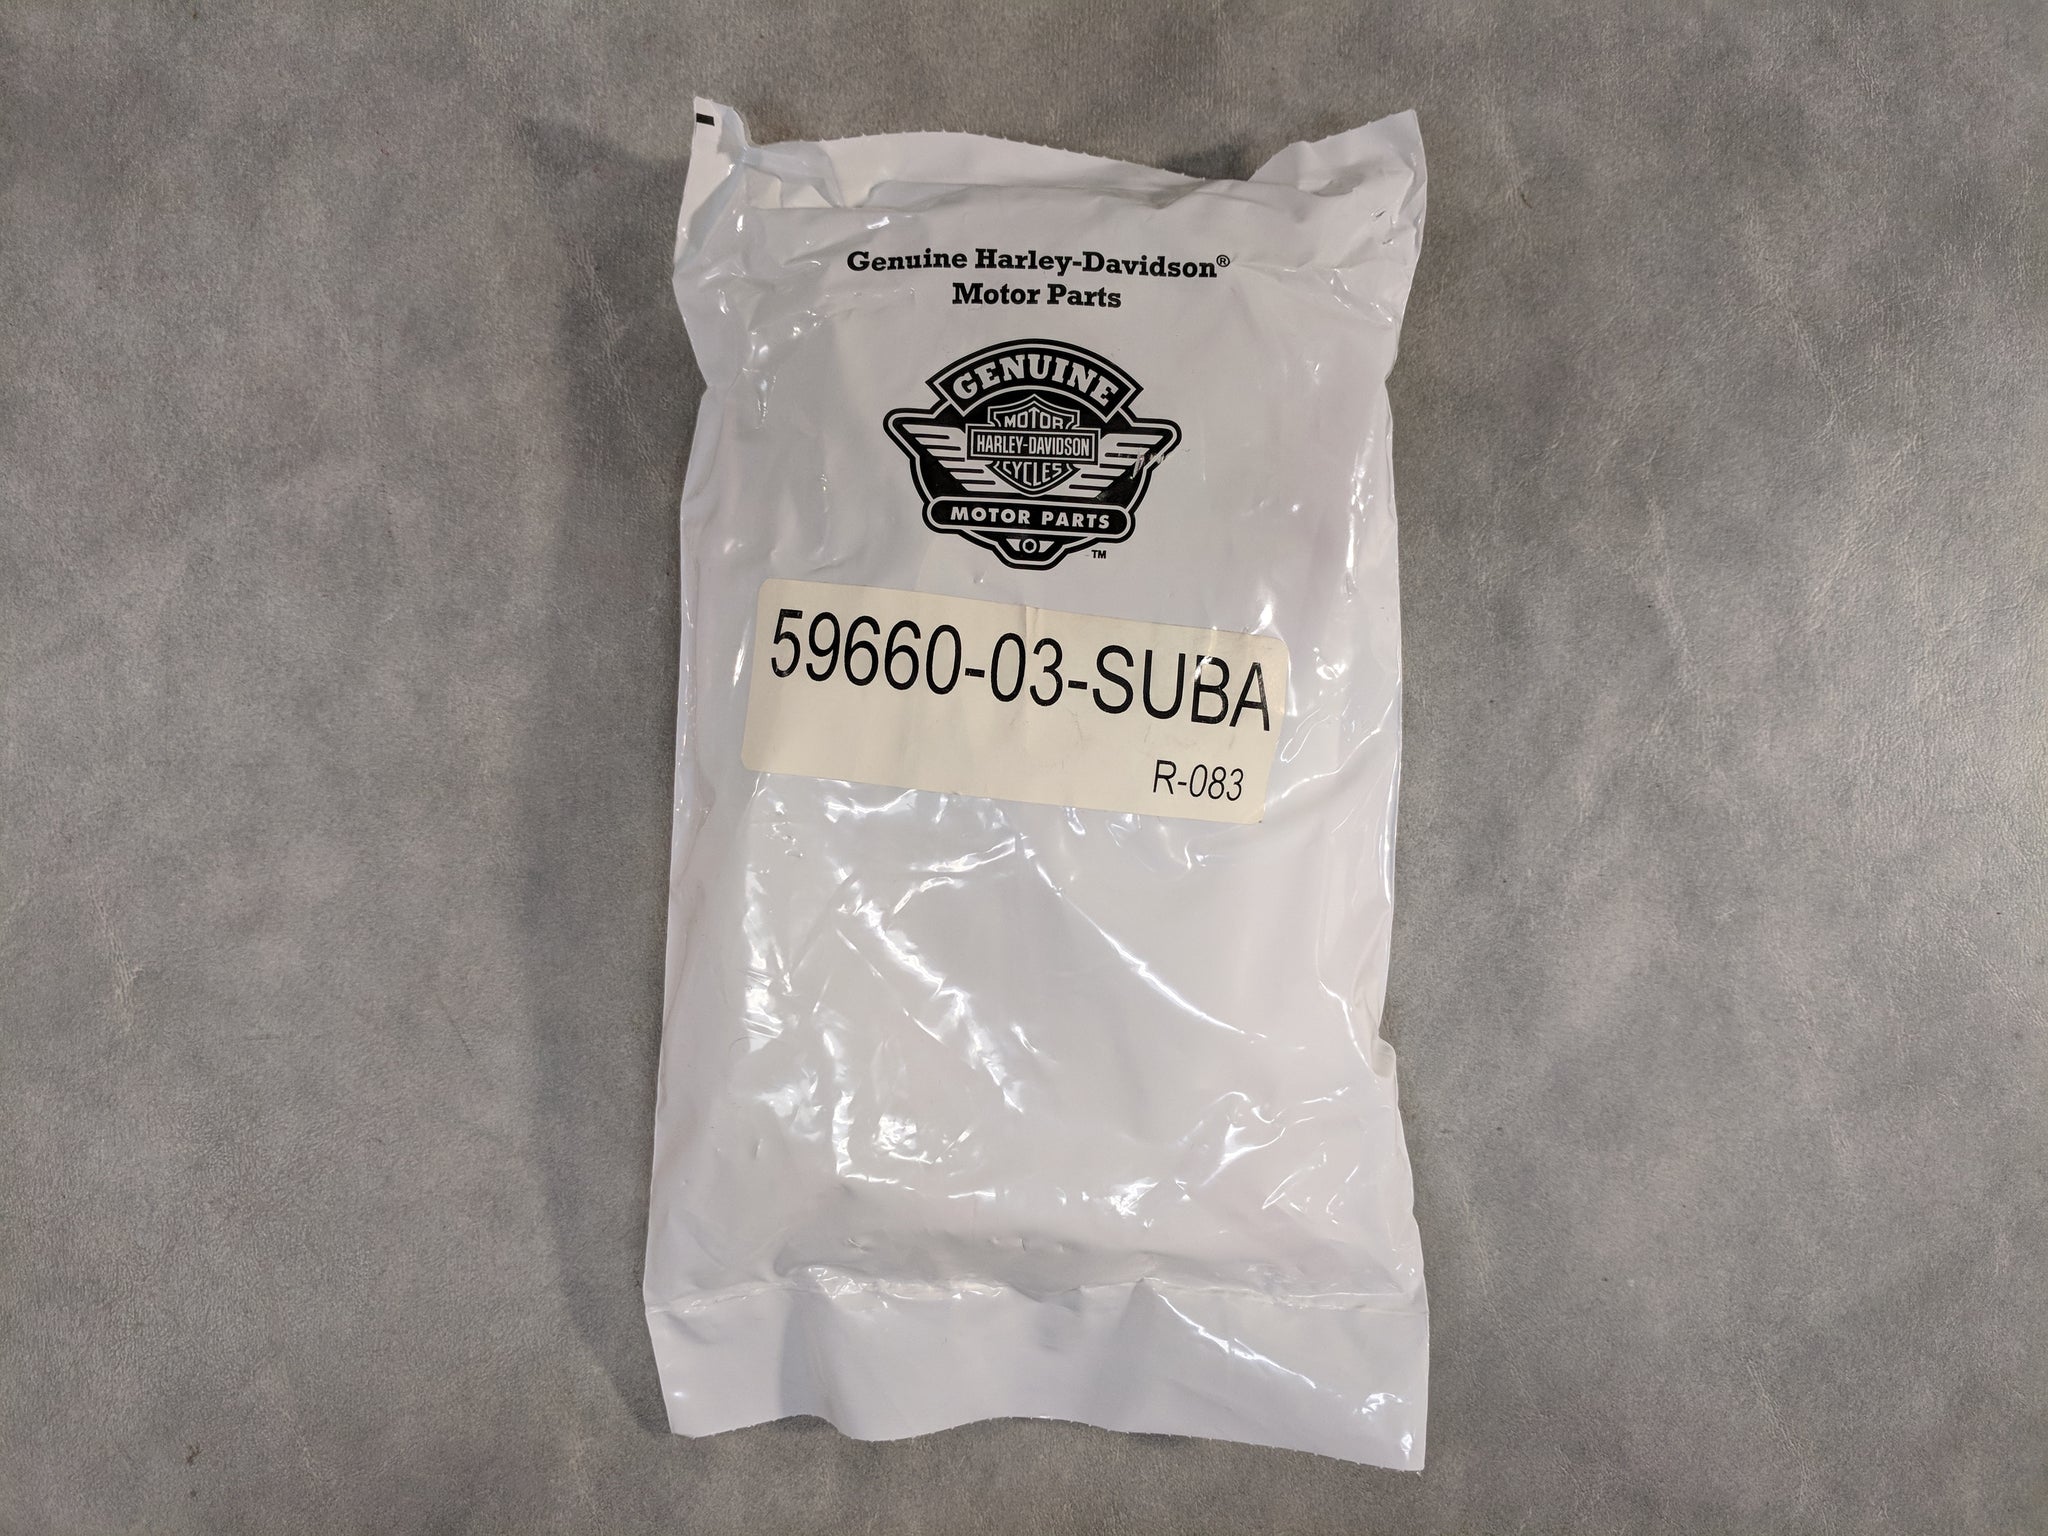 Genuine Harley-Davidson®
Motor Parts
GENUINE
MOTOR
HARLEY-DAVIDSON
CYCLES
MOTOR PARTS
™
59660-03-SUBA
R-083